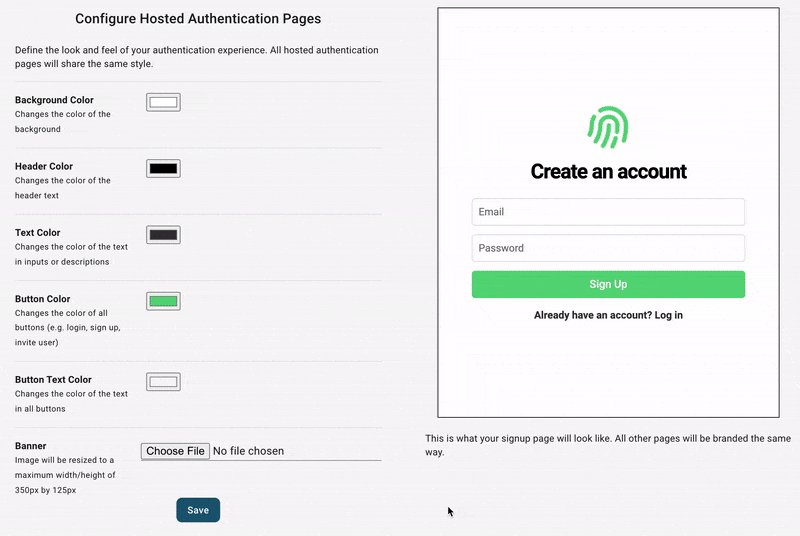 Configure Hosted Authentication Pages
Define the look and feel of your authentication experience. All hosted authentication
pages will share the same style.
Background Color
Changes the color of the
background
Header Color
Changes the color of the
header text
Text Color
Changes the color of the text
in inputs or descriptions
Button Color
Changes the color of all
buttons (e.g. login, sign up,
invite user)
Button Text Color
Changes the color of the text
in all buttons
Banner
Image will be resized to a
maximum width/height of
350px by 125px
Choose File No file chosen
Save
Create an account
Email
Password
Sign Up
Already have an account? Log in
This is what your signup page will look like. All other pages will be branded the same
way.